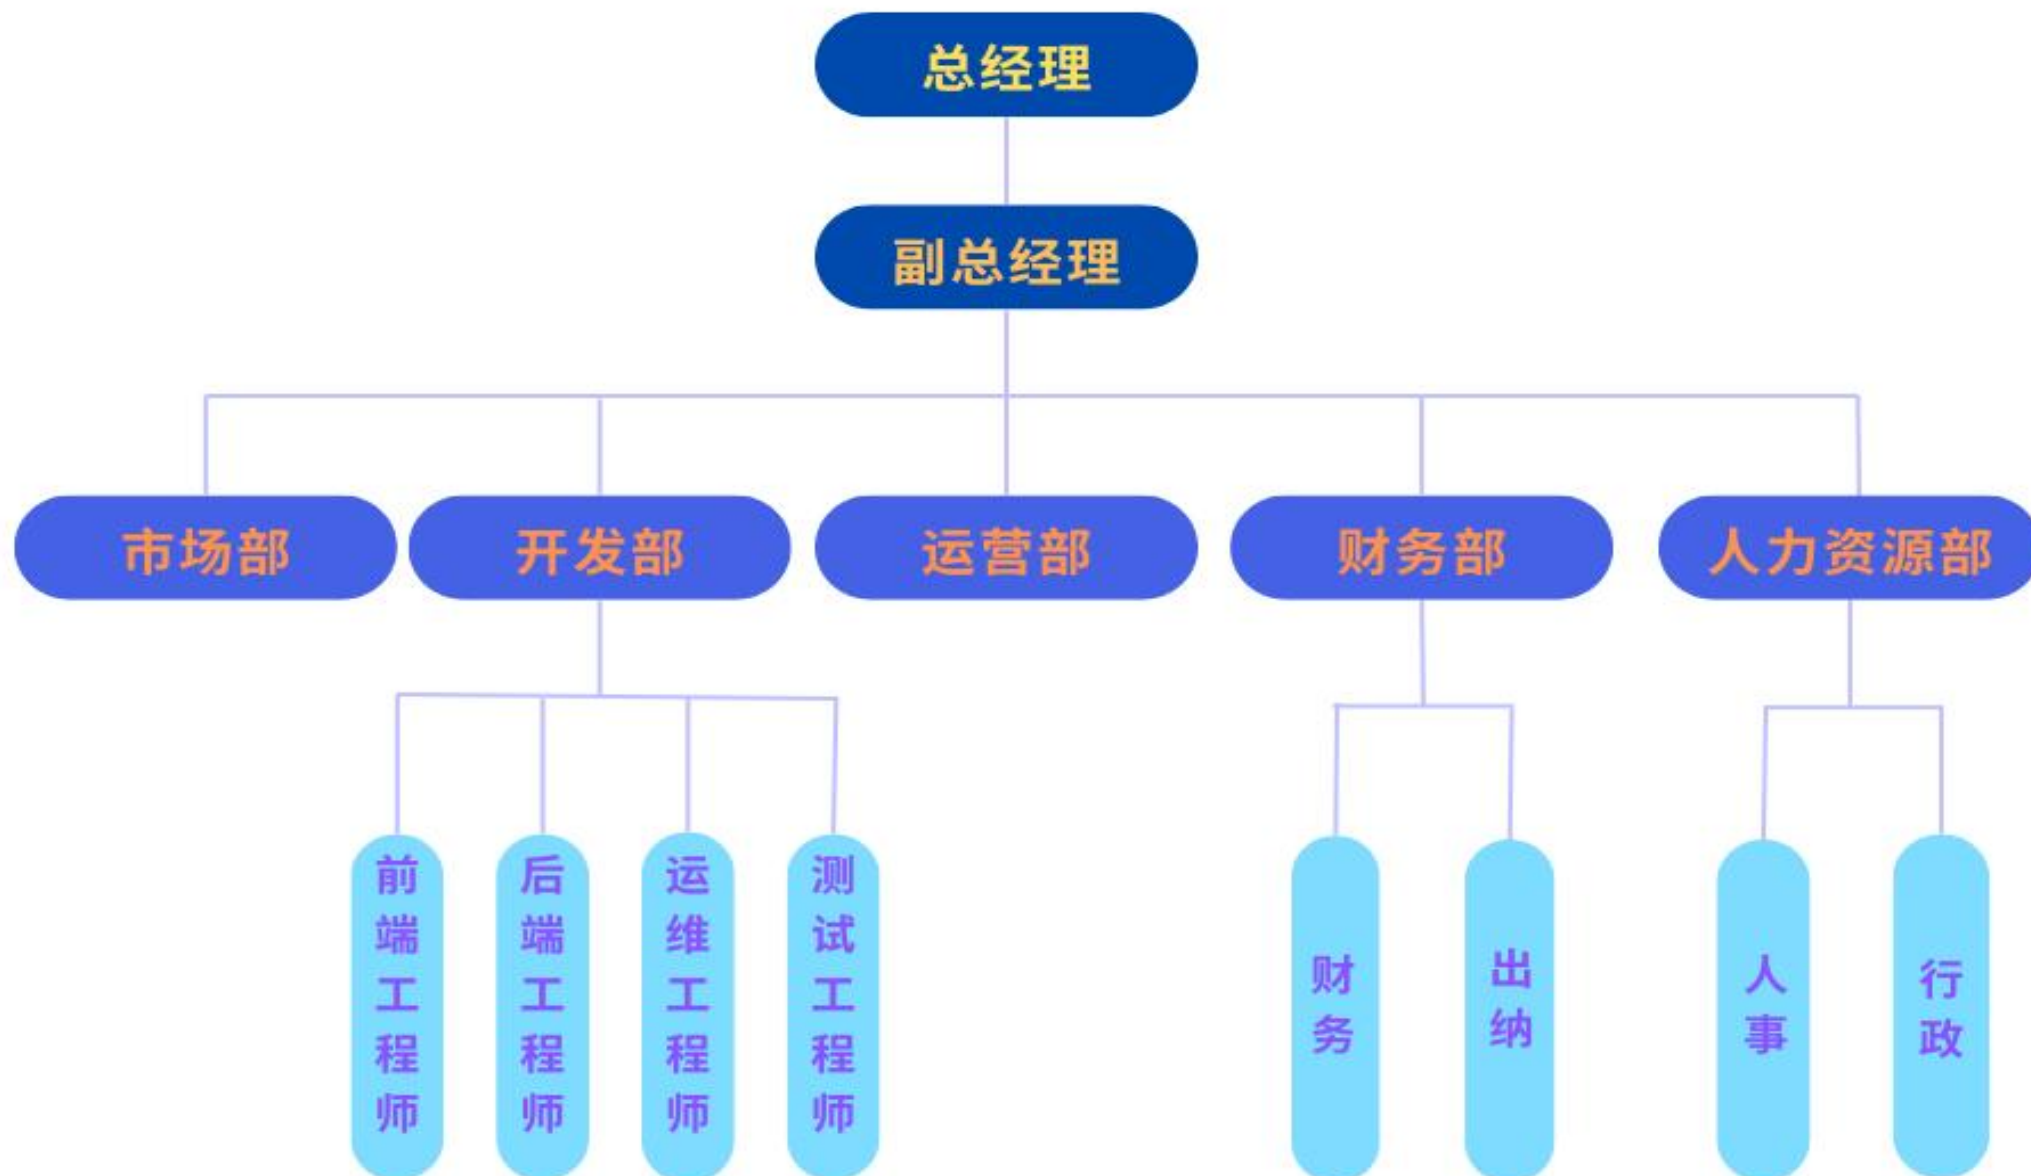 总经理
副总经理
市场部
开发部
运营部
财务部
人力资源部
前端工程师
后端工程师
运维工程师
测试工程师
财务
出纳
人事
行政